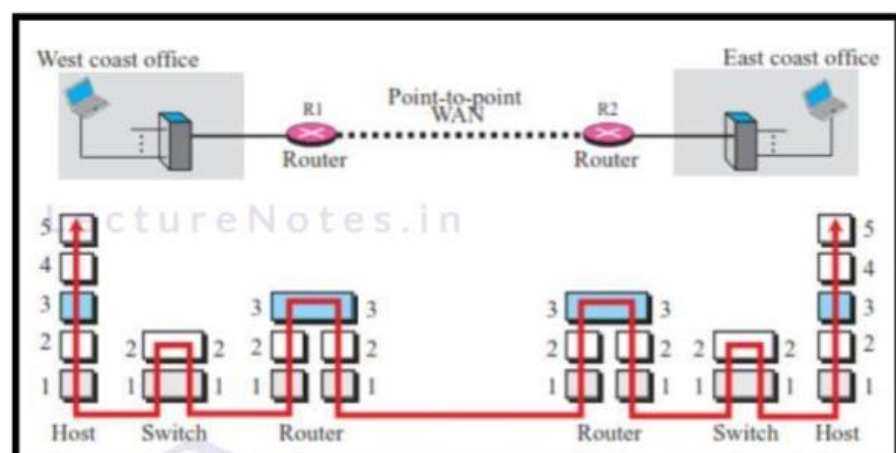 West coast office
East coast office
R1
Point-to-point
WAN
R2
Router
Router
LectureNotes.in
5 5
4 4
3 3 3 3 3 3
2 2 2 2 2 2 2 2 2 2
1 1 1 1 1 1 1 1 1 1
Host Switch Router Router Switch Host